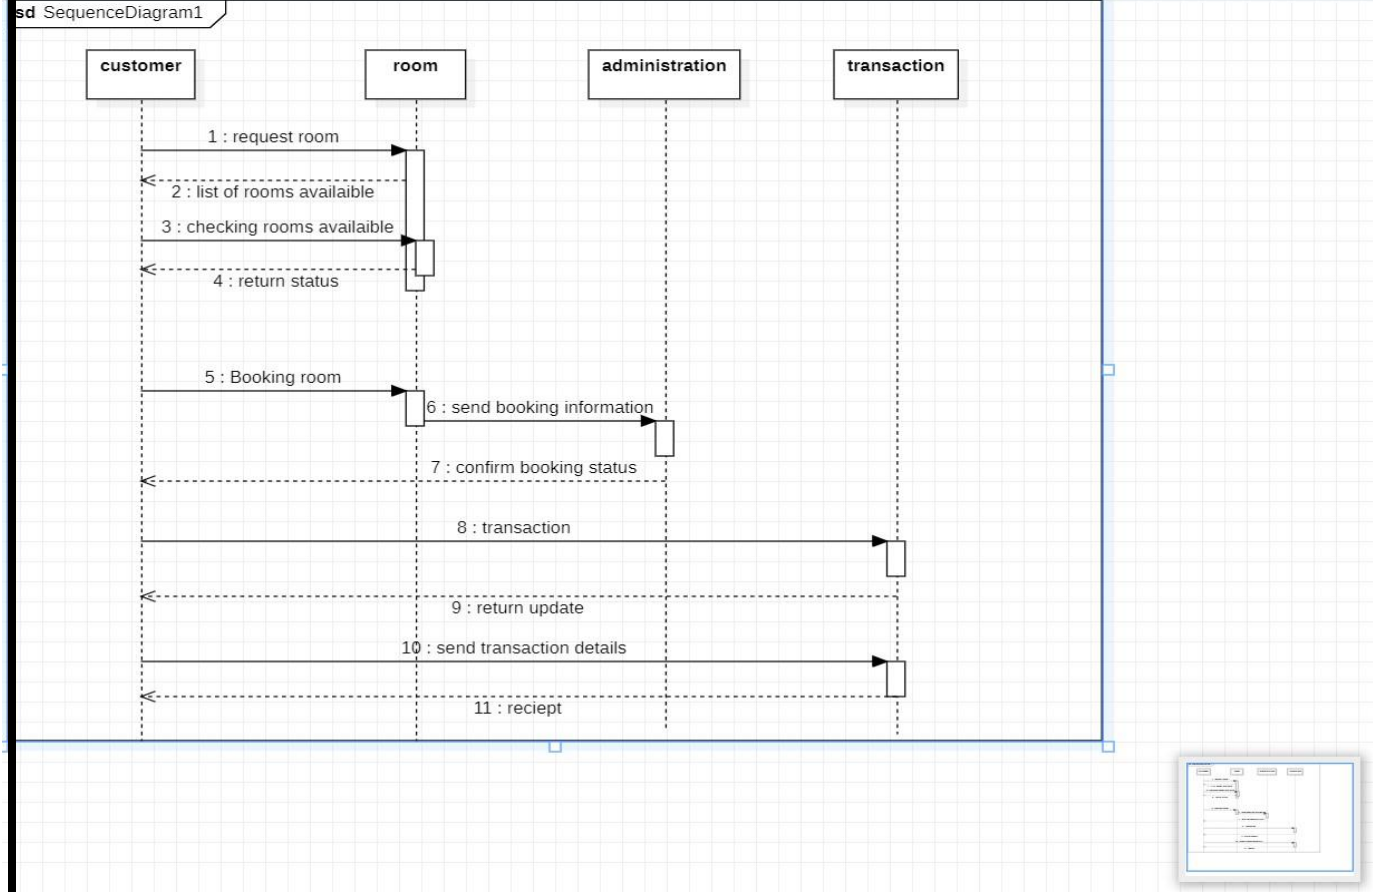 sd SequenceDiagram1
customer
room
administration
transaction
1 : request room
2 : list of rooms availaible
3 : checking rooms availaible
4 : return status
5 : Booking room
6 : send booking information
7 : confirm booking status
8 : transaction
9 : return update
10 : send transaction details
11 : reciept